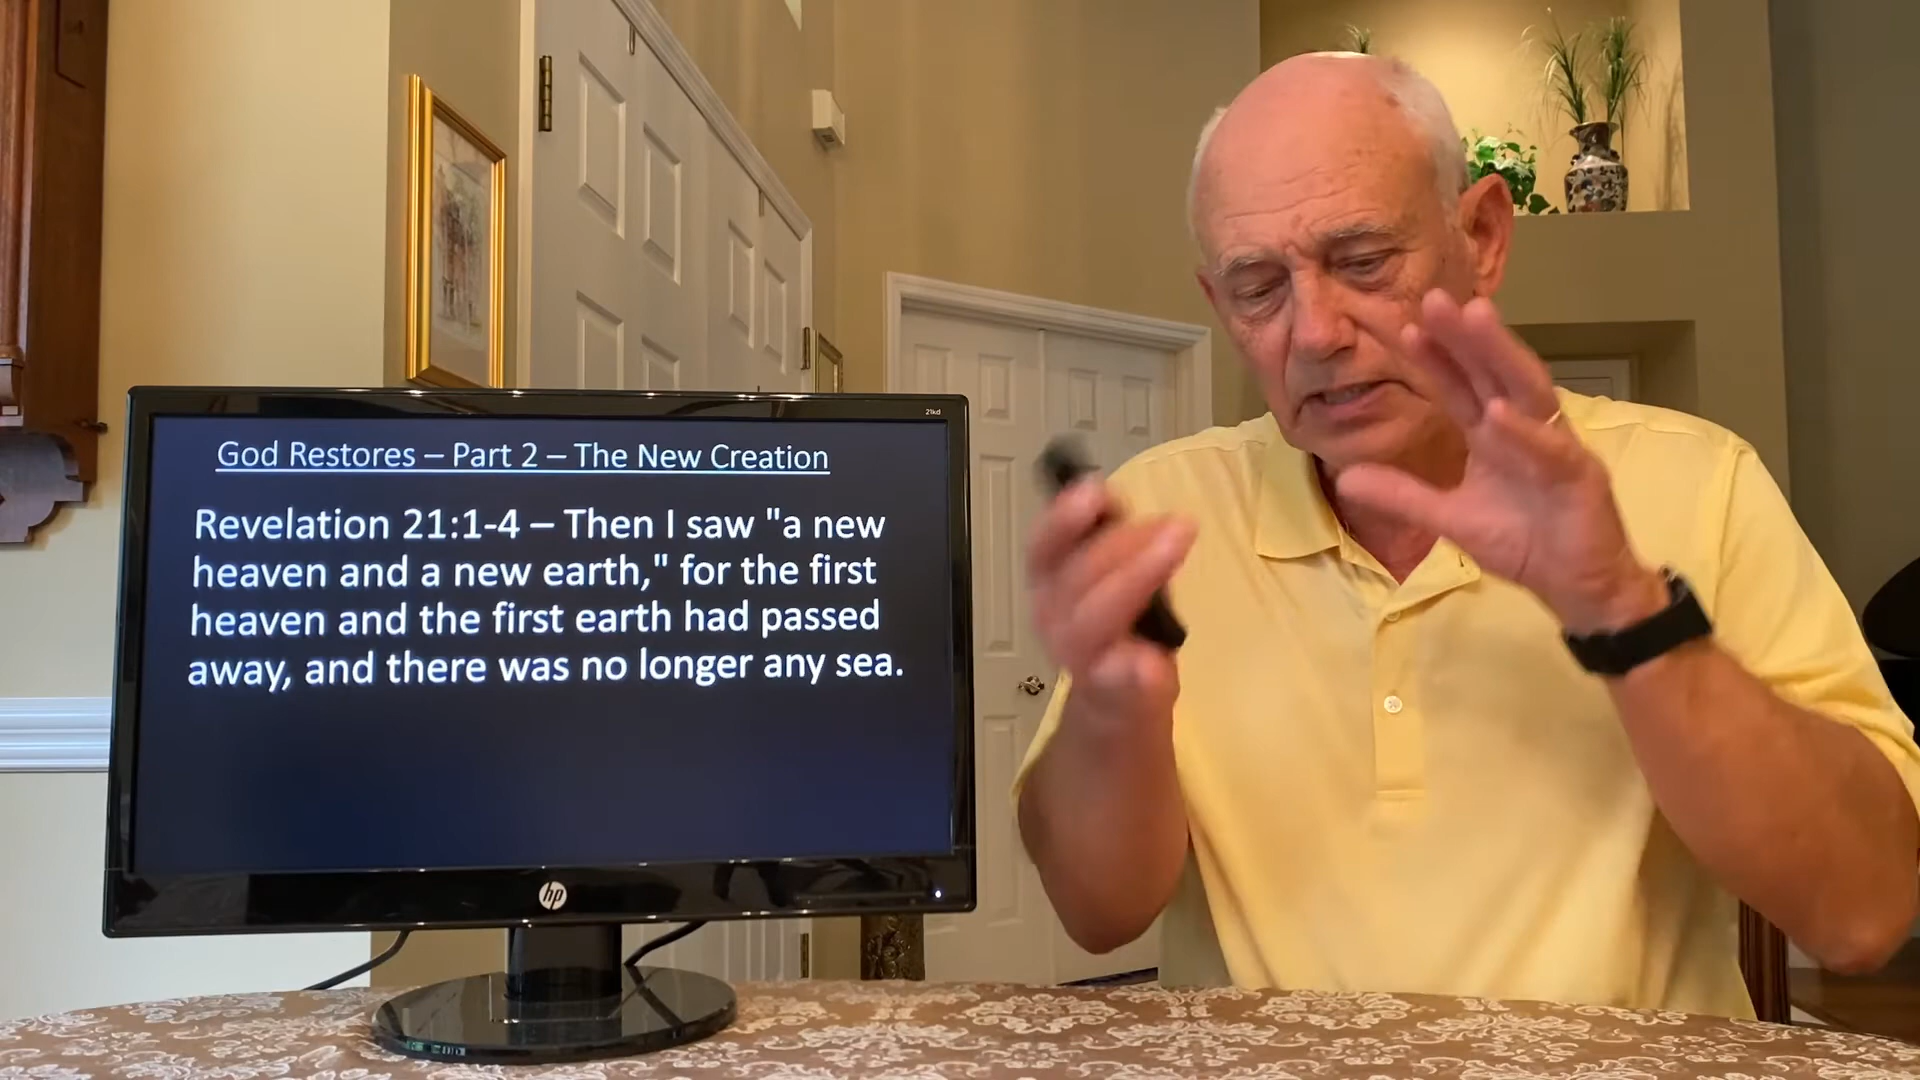 21kd
God Restores – Part 2 – The New Creation
Revelation 21:1-4 – Then I saw "a new
heaven and a new earth," for the first
heaven and the first earth had passed
away, and there was no longer any sea.
hp